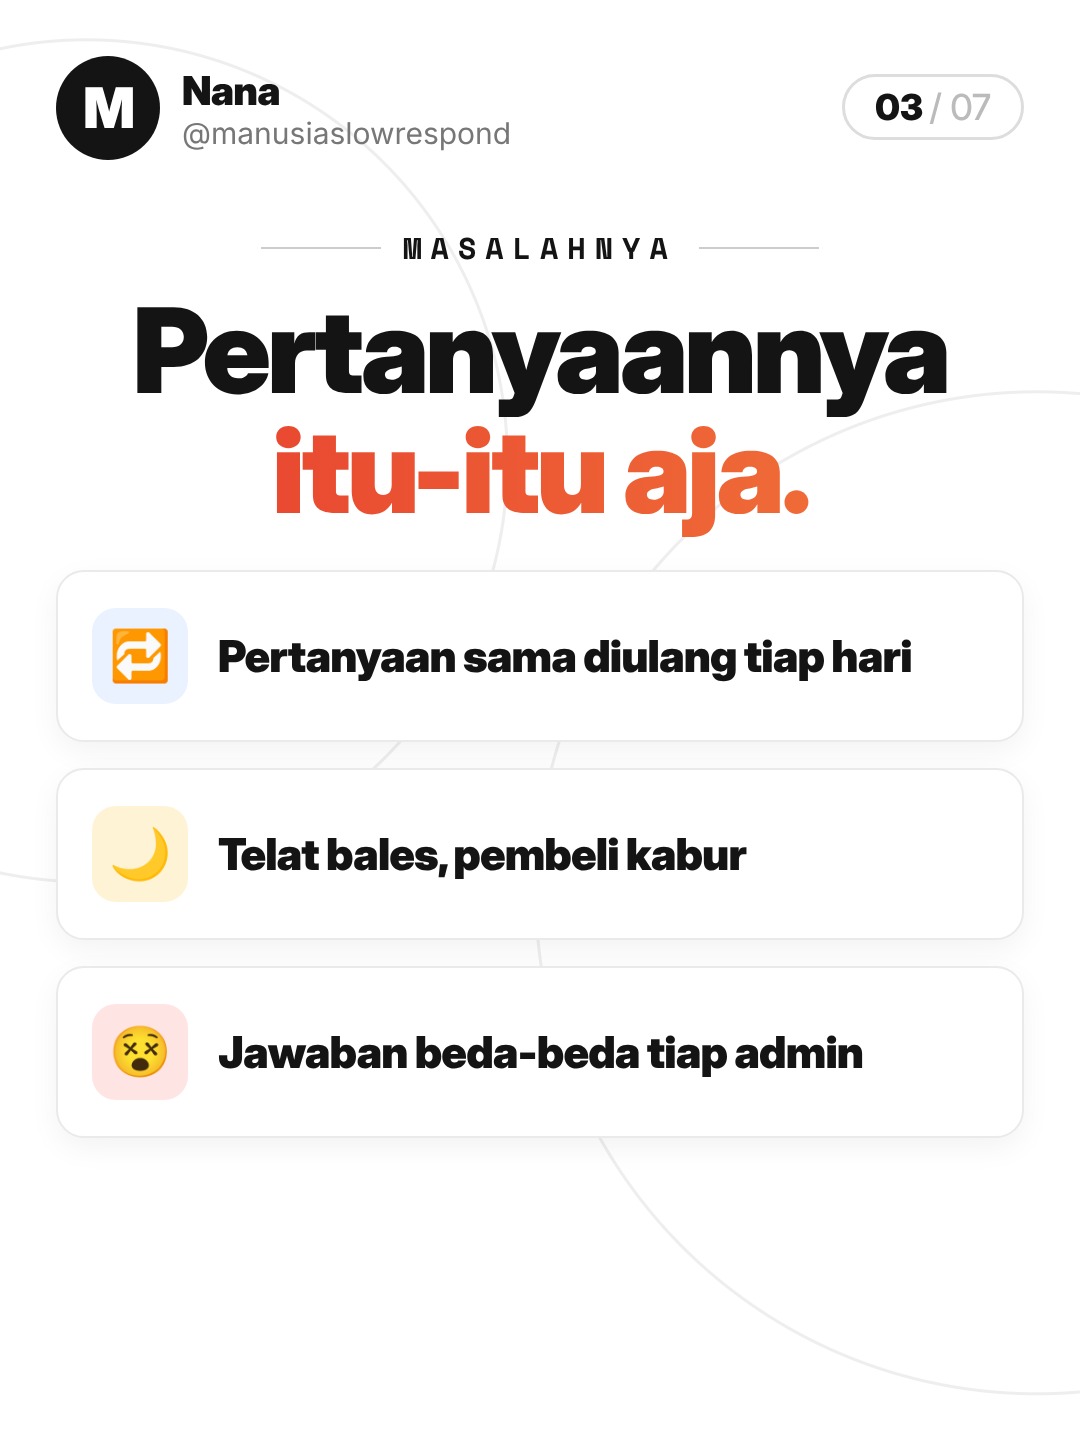 M
Nana
@manusiaslowrespond
03 / 07
MASALAHNYA
Pertanyaannya
itu-itu aja.
Pertanyaan sama diulang tiap hari
Telat bales, pembeli kabur
Jawaban beda-beda tiap admin